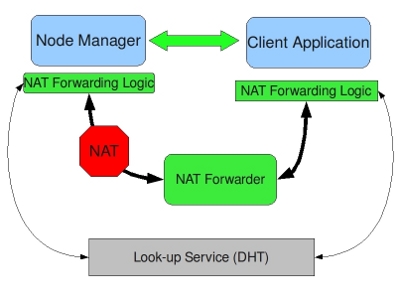 Node Manager
Client Application
NAT Forwarding Logic
NAT Forwarding Logic
NAT
NAT Forwarder
Look-up Service (DHT)